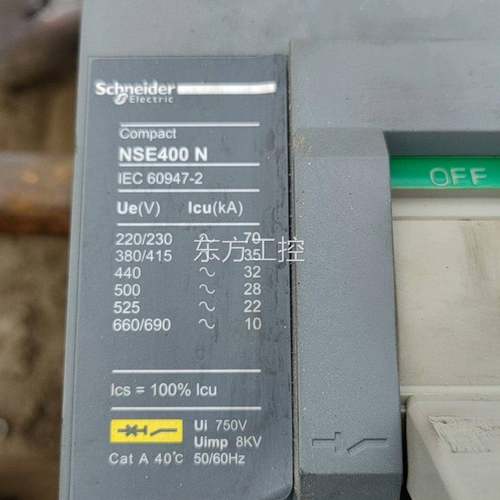 Schneider
Electric
Compact
NSE400 N
IEC 60947-2
Ue(V) Icu(kA)
220/230 ~ 70
380/415 ~ 35
440 ~ 32
500 ~ 28
525 ~ 22
660/690 ~ 10
Ics = 100% Icu
Ui 750V
Uimp 8KV
Cat A 40℃ 50/60Hz
OFF
东方工控